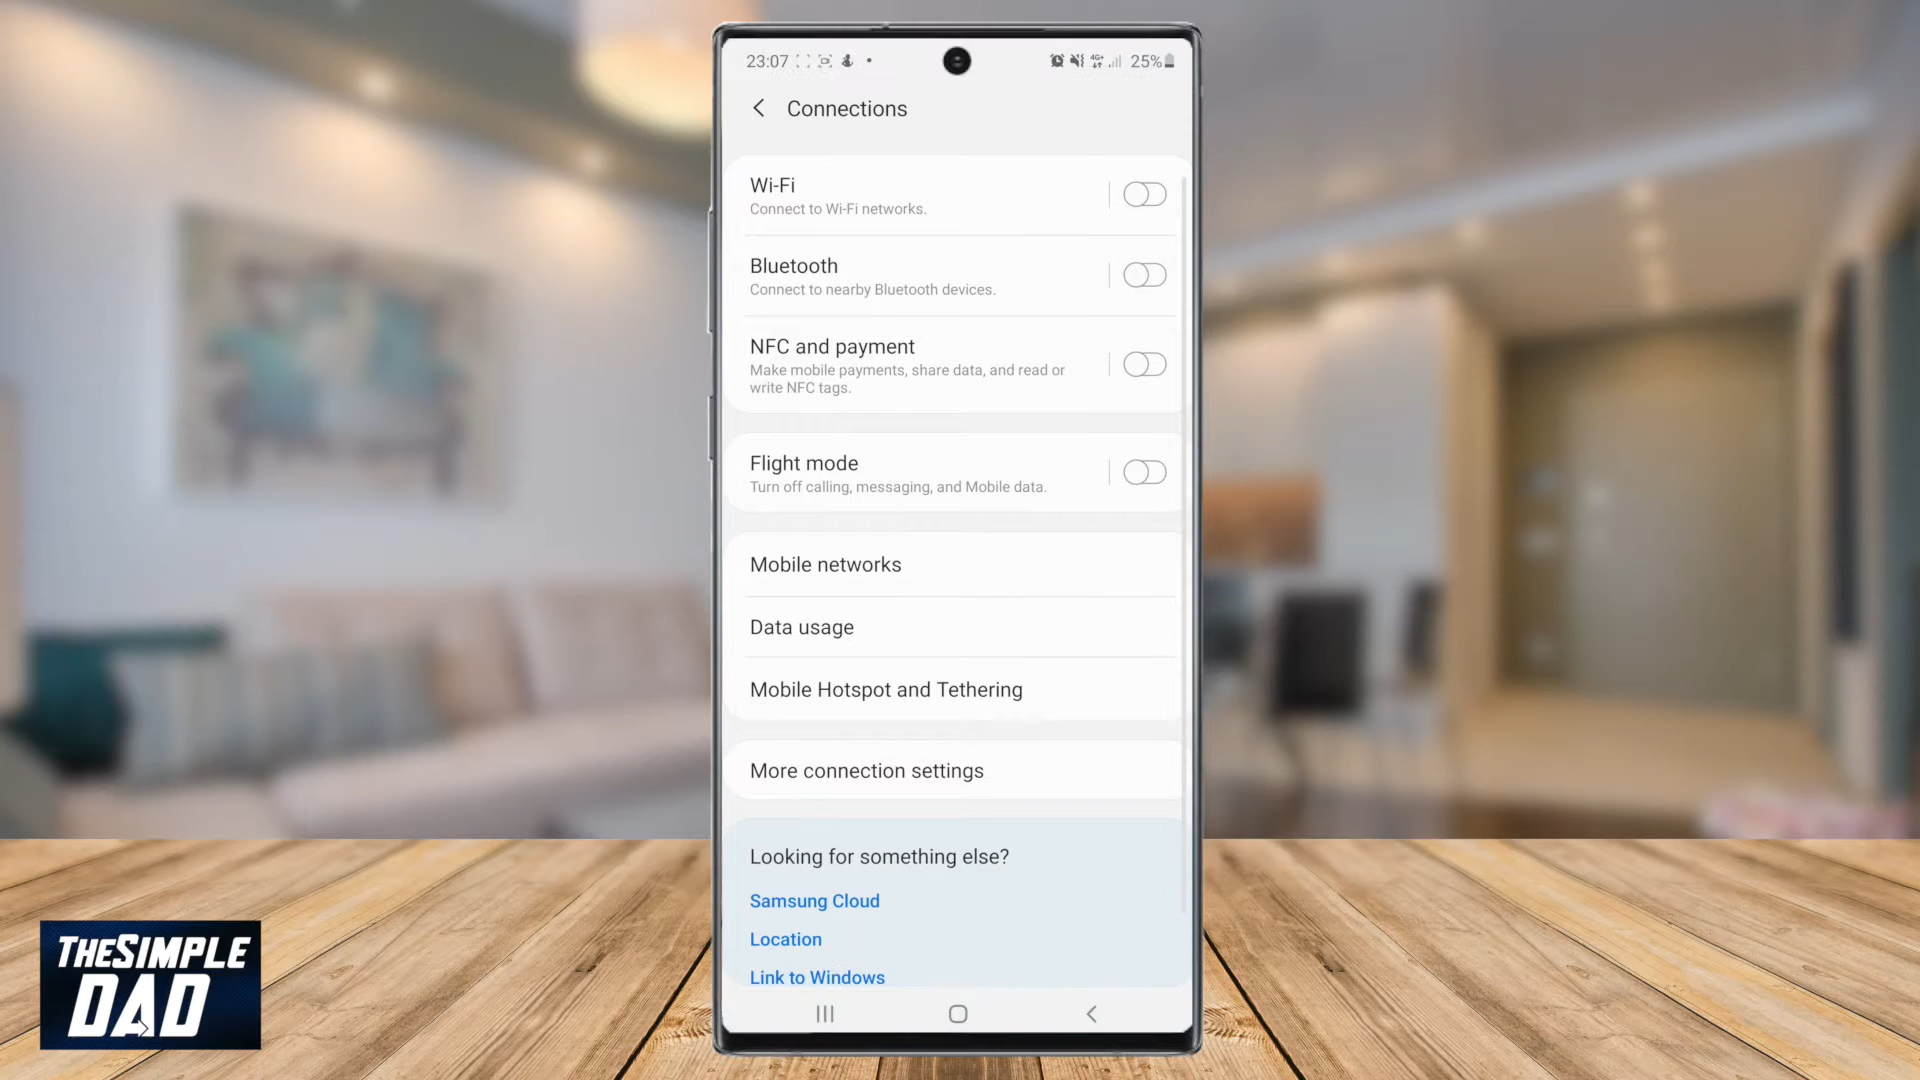 23:07
4G+
25%
Connections
Wi-Fi
Connect to Wi-Fi networks.
Bluetooth
Connect to nearby Bluetooth devices.
NFC and payment
Make mobile payments, share data, and read or
write NFC tags.
Flight mode
Turn off calling, messaging, and Mobile data.
Mobile networks
Data usage
Mobile Hotspot and Tethering
More connection settings
Looking for something else?
Samsung Cloud
Location
Link to Windows
THESIMPLE
DAD